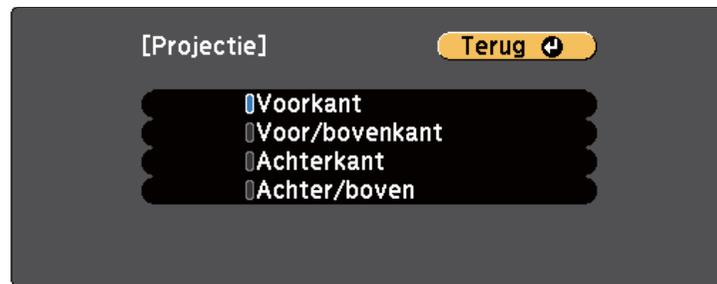 [Projectie]
Terug
Voorkant
Voor/bovenkant
Achterkant
Achter/boven